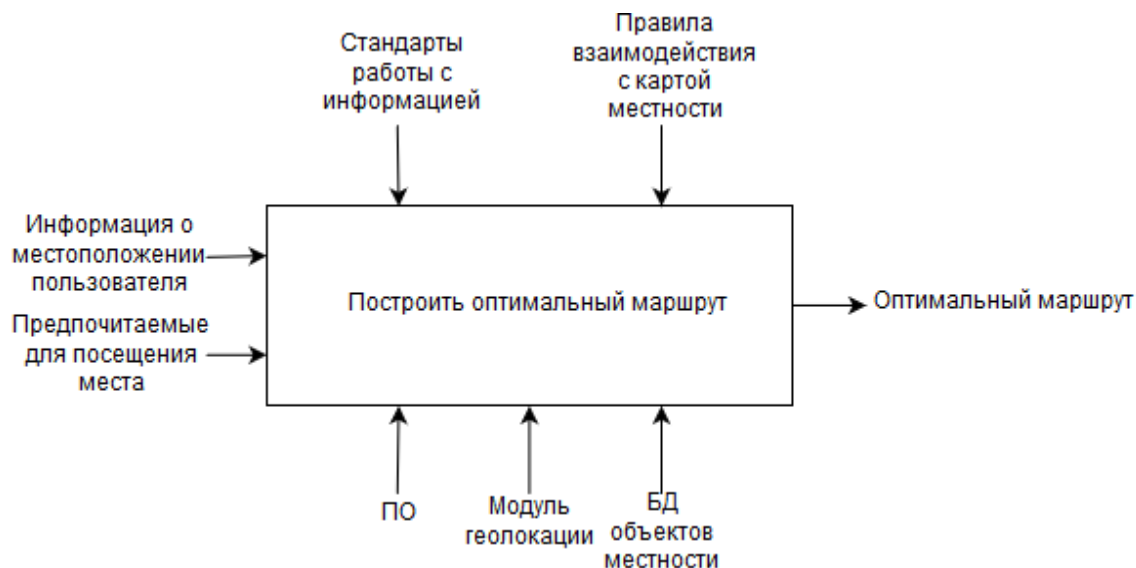 Стандарты
работы с
информацией
Правила
взаимодействия
с картой
местности
Информация о
местоположении
пользователя
Предпочитаемые
для посещения
места
Построить оптимальный маршрут
Оптимальный маршрут
ПО
Модуль
геолокации
БД
объектов
местности